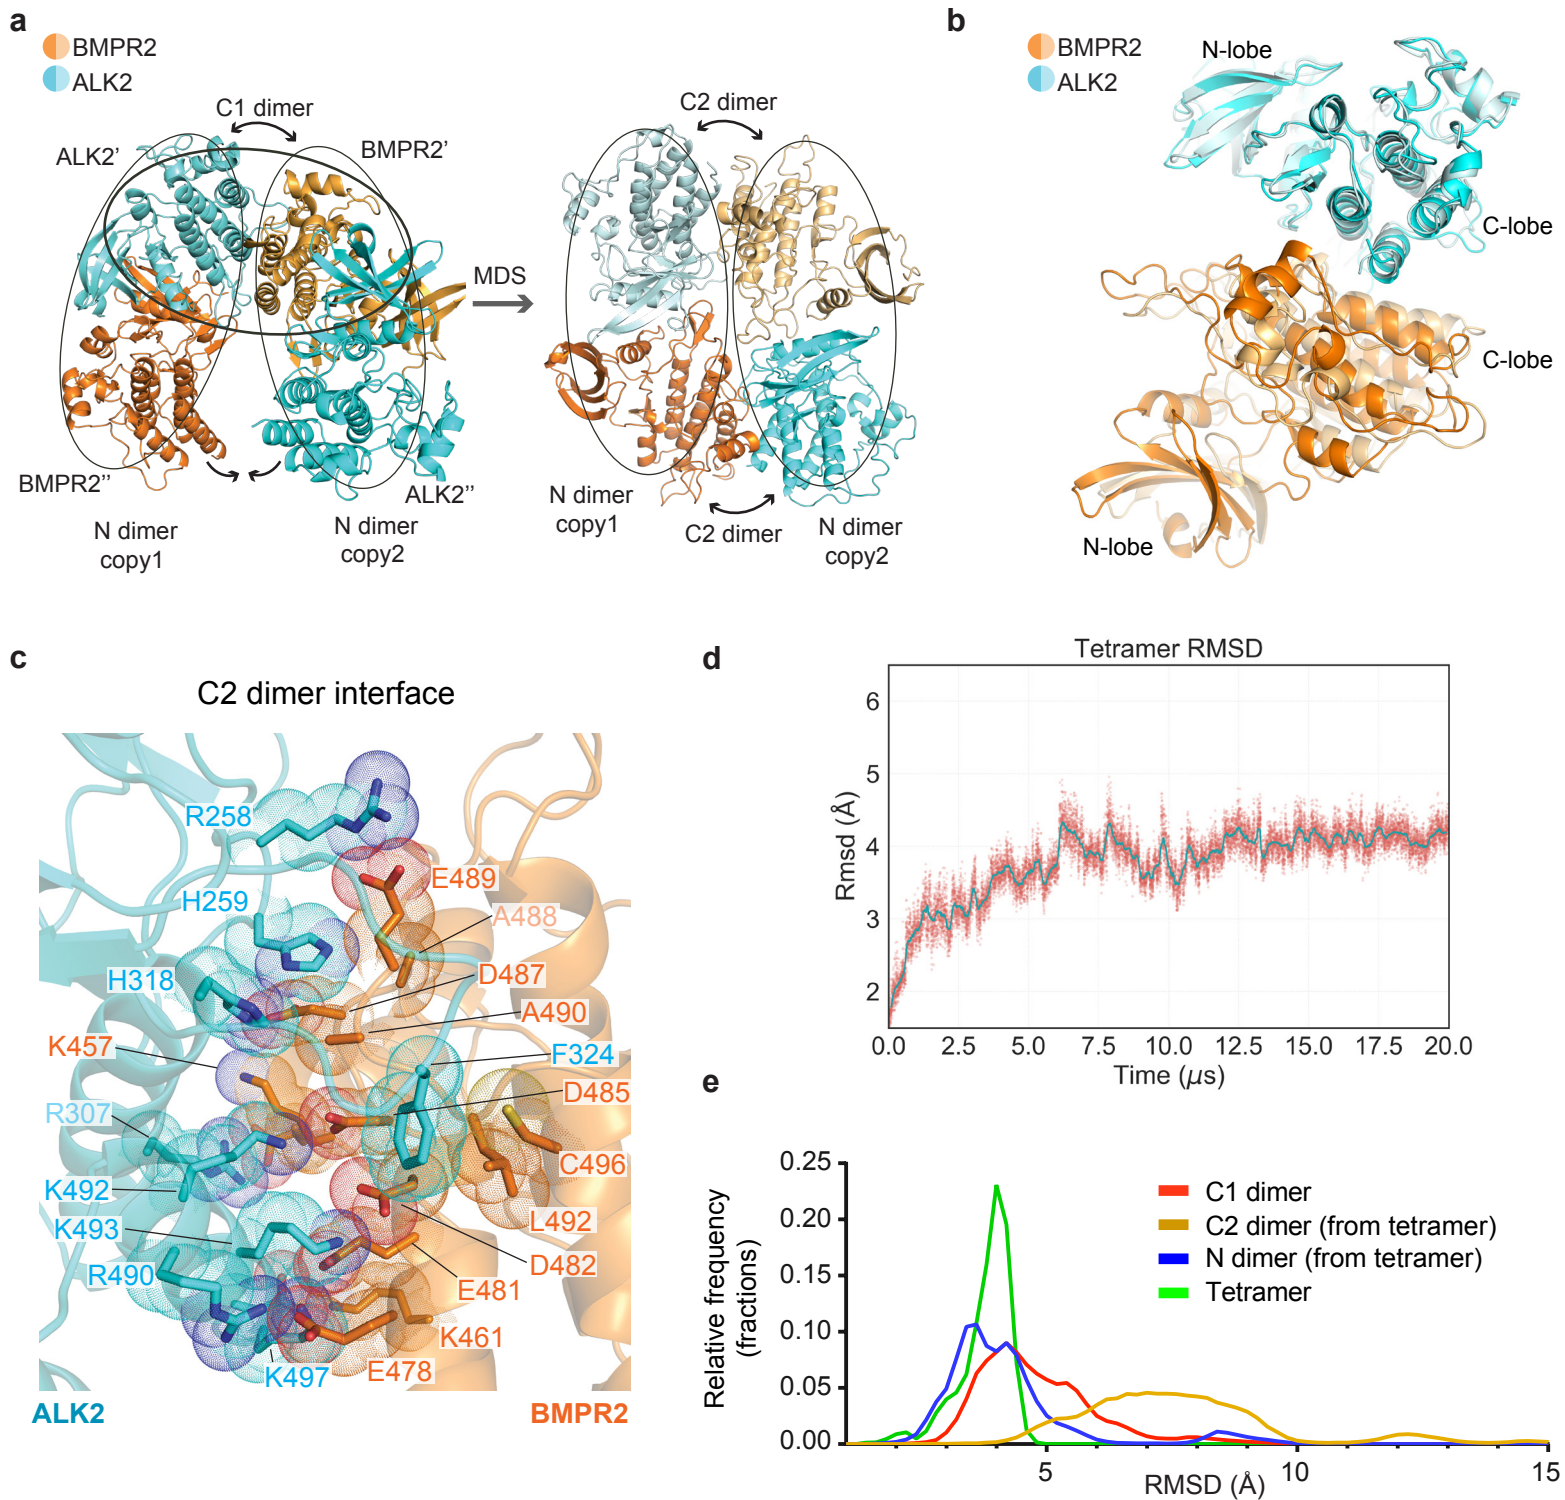 a
BMPR2
ALK2
C1 dimer
ALK2’
BMPR2’
BMPR2’’
ALK2’’
N dimer
copy1
N dimer
copy2
MDS
C2 dimer
N dimer
copy1
C2 dimer
N dimer
copy2
b
BMPR2
ALK2
N-lobe
C-lobe
C-lobe
N-lobe
c
C2 dimer interface
R258
E489
H259
A488
H318
D487
A490
K457
F324
D485
R307
C496
K492
L492
K493
D482
R490
E481
K461
K497
E478
ALK2
BMPR2
d
Tetramer RMSD
Rmsd (Å)
6
5
4
3
2
0.0 2.5 5.0 7.5 10.0 12.5 15.0 17.5 20.0
Time (μs)
e
Relative frequency
(fractions)
0.25
0.20
0.15
0.10
0.05
0.00
C1 dimer
C2 dimer (from tetramer)
N dimer (from tetramer)
Tetramer
5 10 15
RMSD (Å)